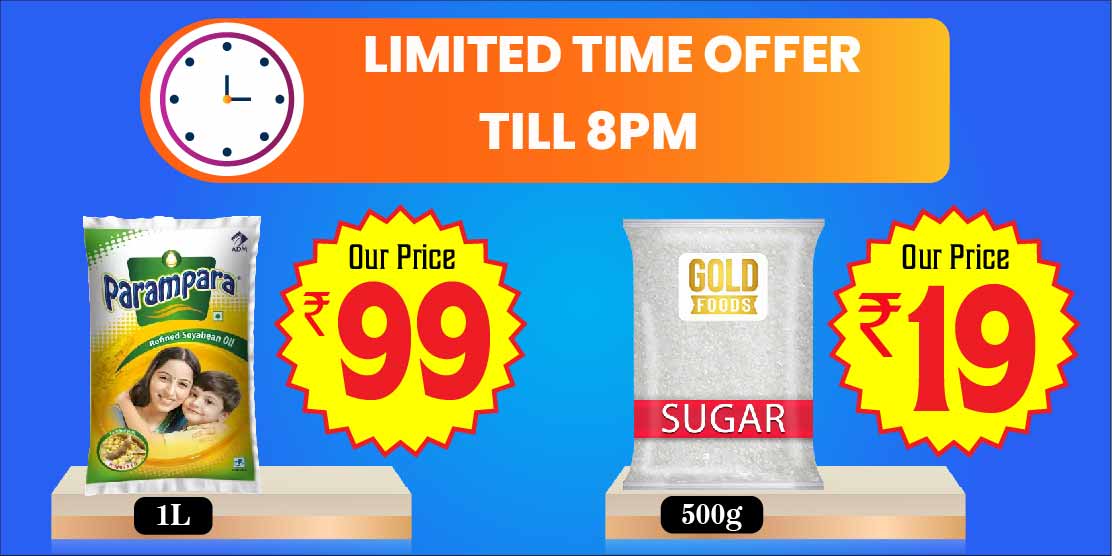 LIMITED TIME OFFER
TILL 8PM
ADM
Parampara
Refined Soyabean Oil
1L
Our Price
₹99
GOLD
FOODS
SUGAR
500g
Our Price
₹19